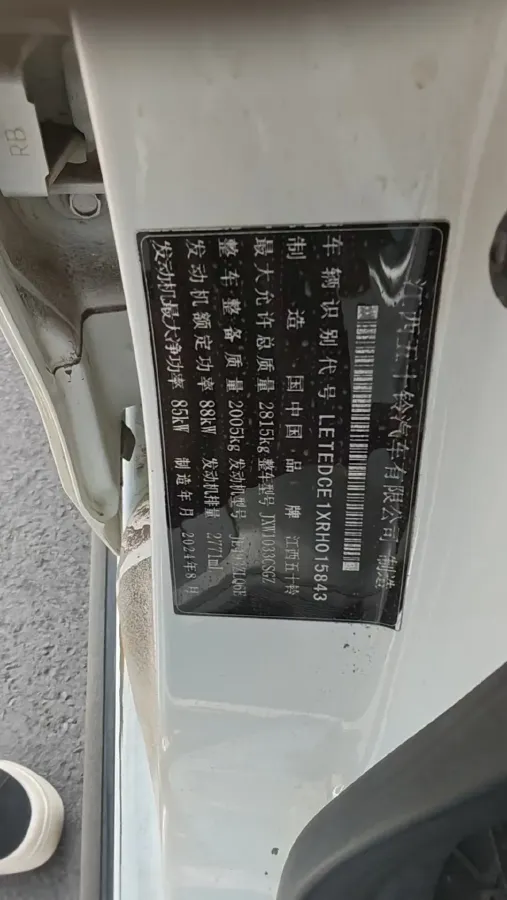 江西五十铃汽车有限公司 制造
车辆识别代号 LETEDCE1XRH015843
制造国 中国 品牌 江西五十铃
最大允许总质量 2815kg 整车型号 JXW1033CSGZ
整车整备质量 2005kg 发动机型号
发动机额定功率 88kW 发动机排量 2771ml
发动机最大净功率 85kW 制造年月 2024年8月
RB